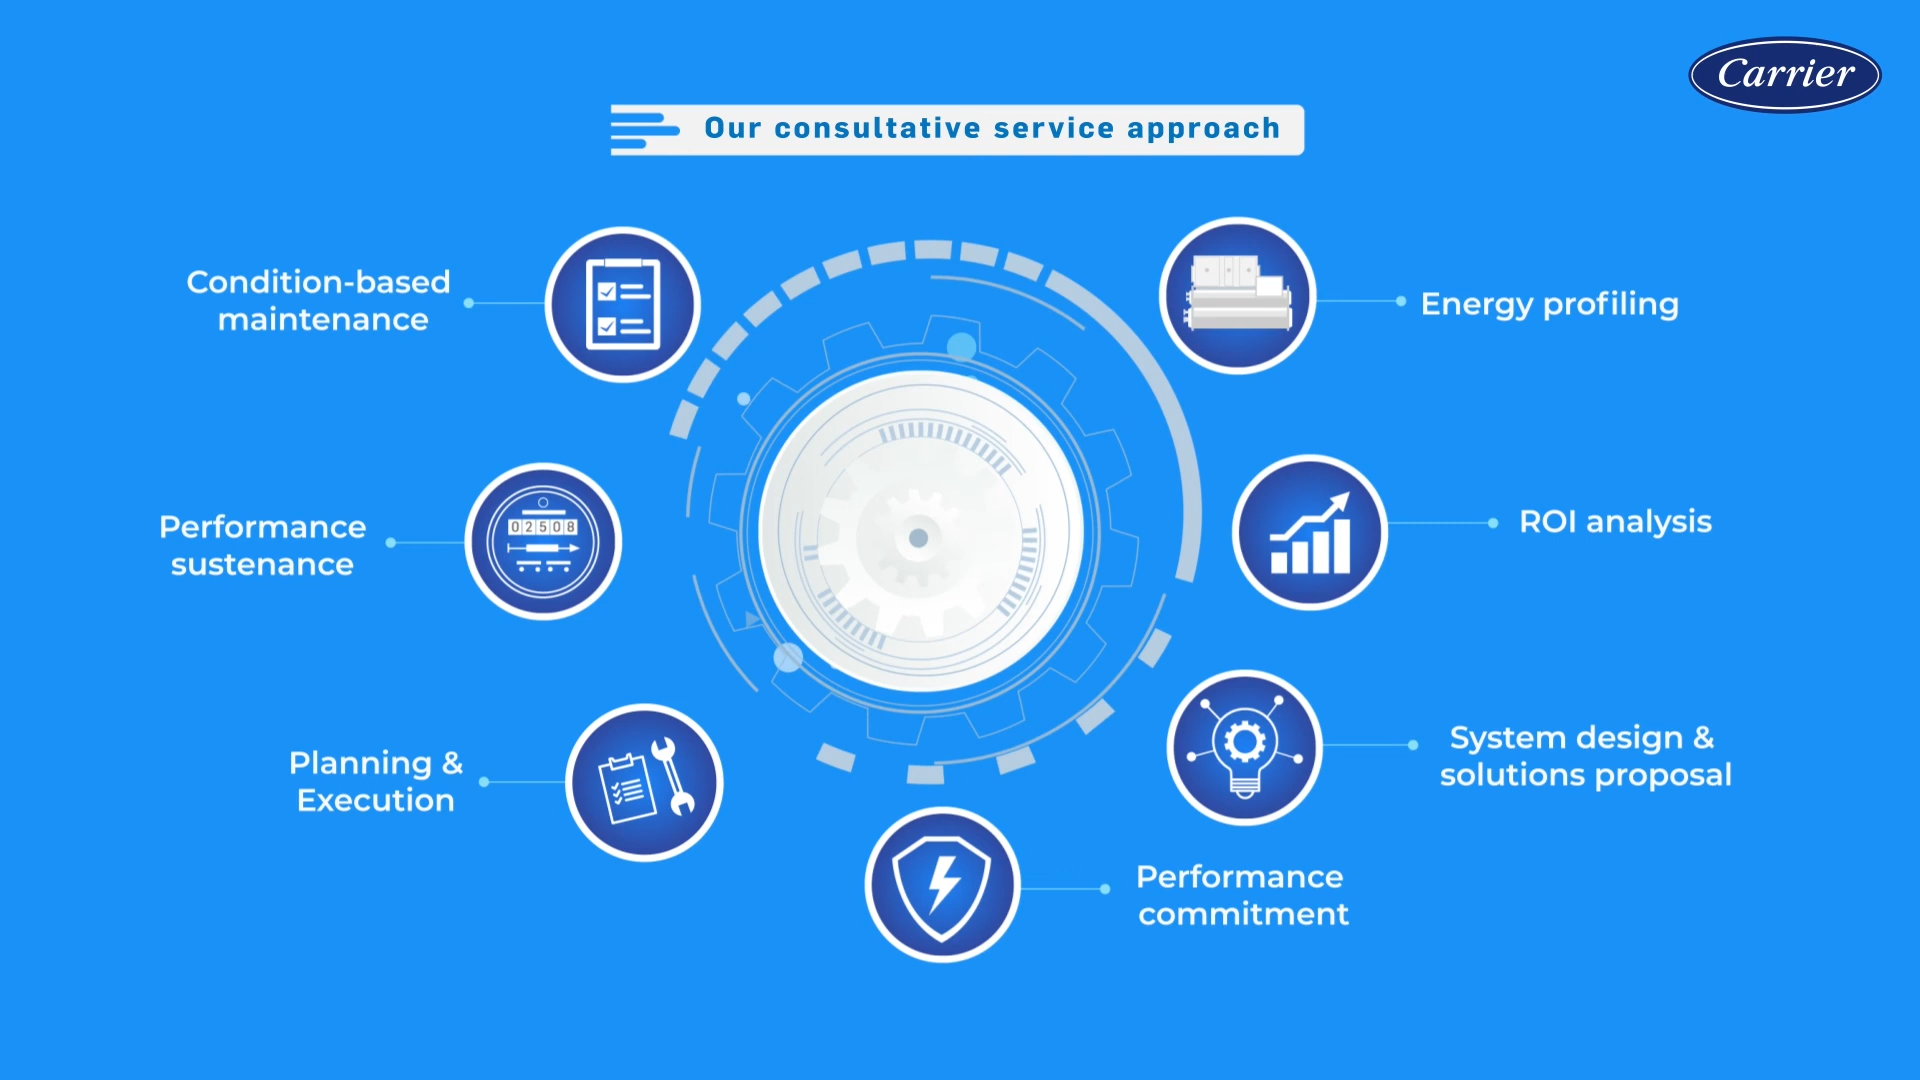 Carrier
Our consultative service approach
Condition-based
maintenance
Energy profiling
Performance
sustenance
02508
ROI analysis
Planning &
Execution
System design &
solutions proposal
Performance
commitment